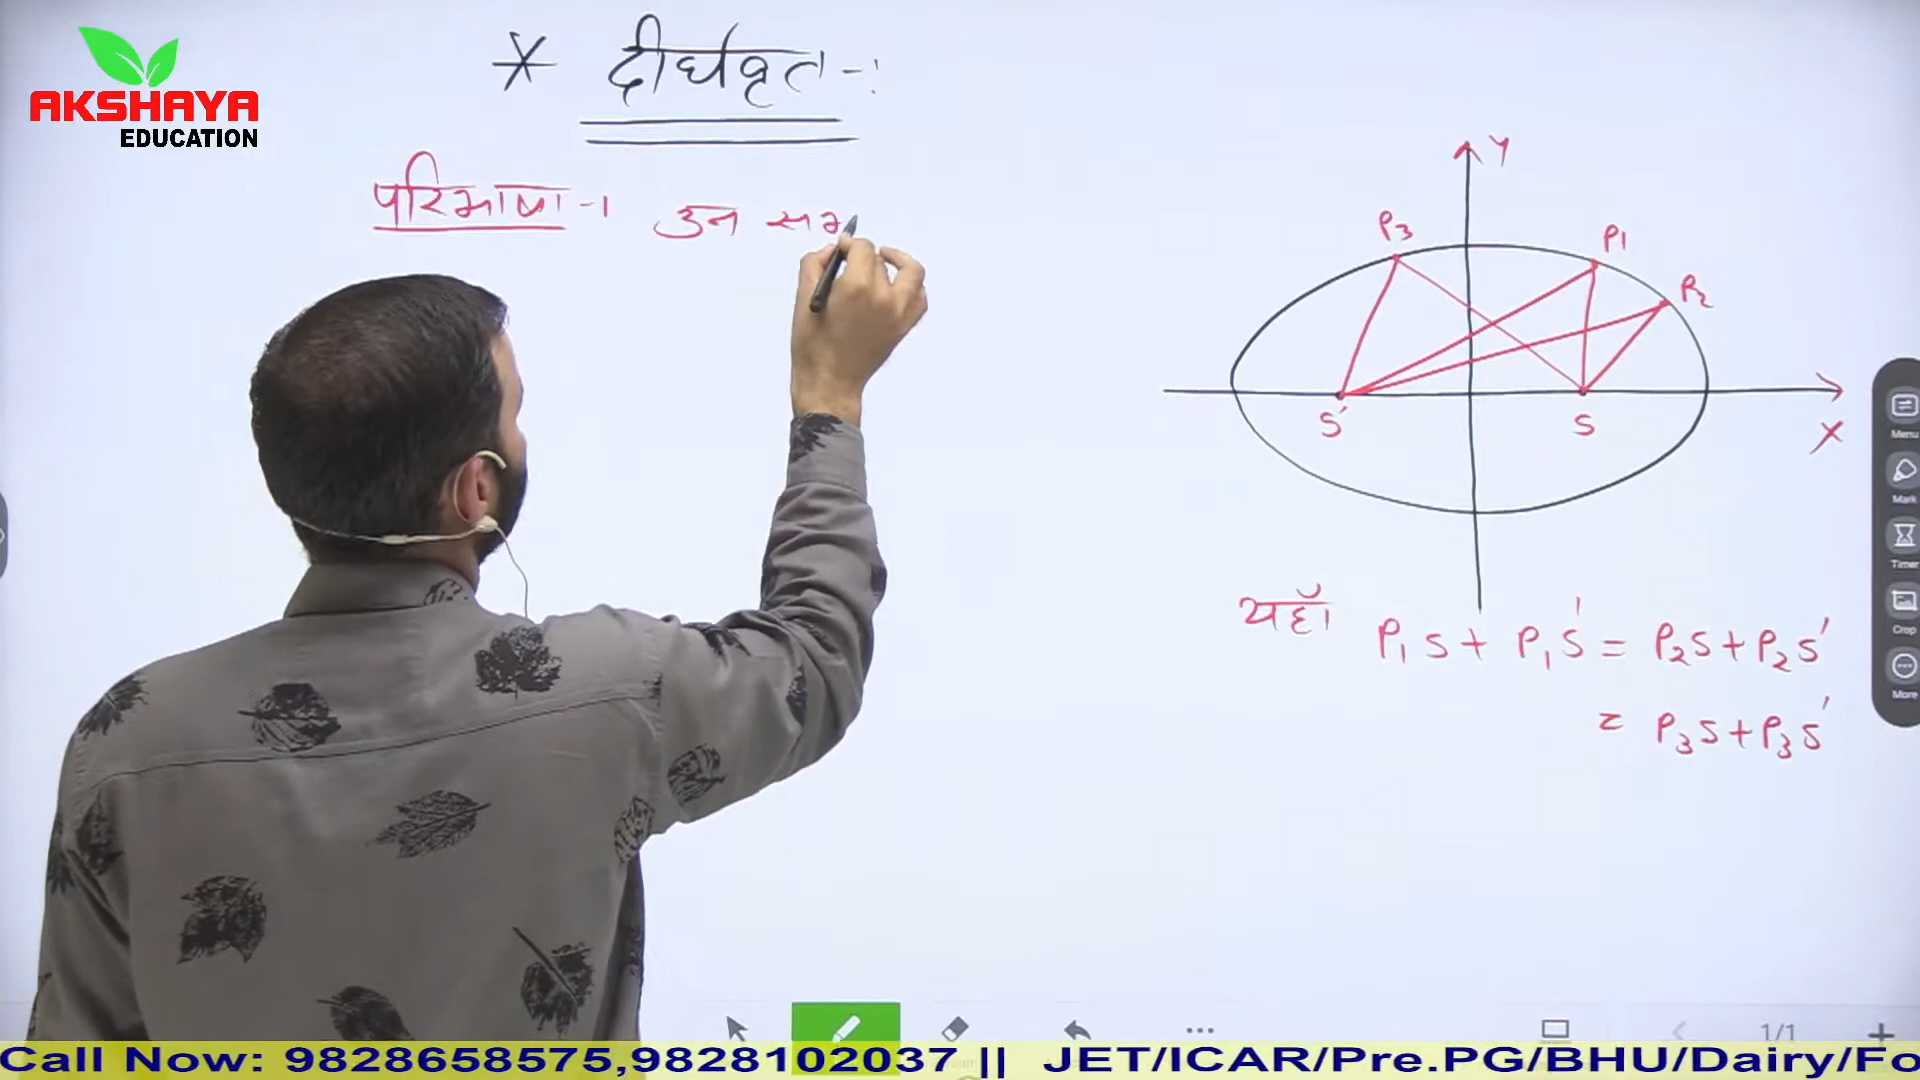 AKSHAYA
EDUCATION
* दीर्घवृत -:
परिभाषा -। उन सभ
Y
P3
P1
P2
S'
S
X
यहाँ P₁S + P₁S' = P₂S + P₂S'
= P₃S + P₃S'
Menu
Mark
Timer
Crop
More
1/1
Call Now: 9828658575,9828102037 || JET/ICAR/Pre.PG/BHU/Dairy/Fo